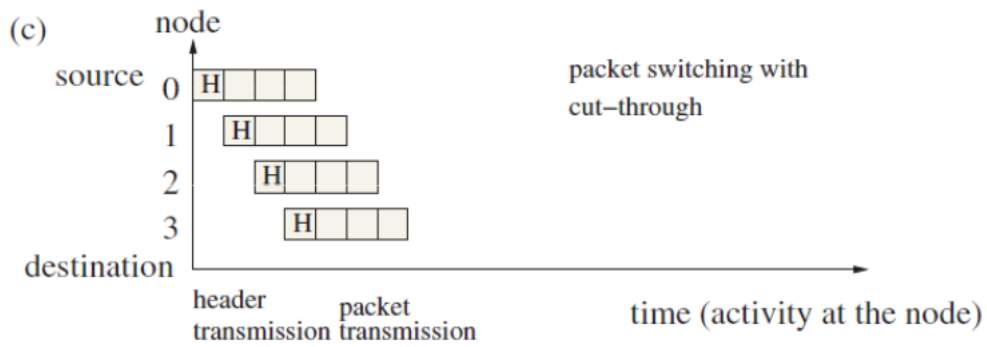 (c)
node
source 0 H
packet switching with
cut−through
1 H
2 H
3 H
destination
header
transmission
packet
transmission
time (activity at the node)